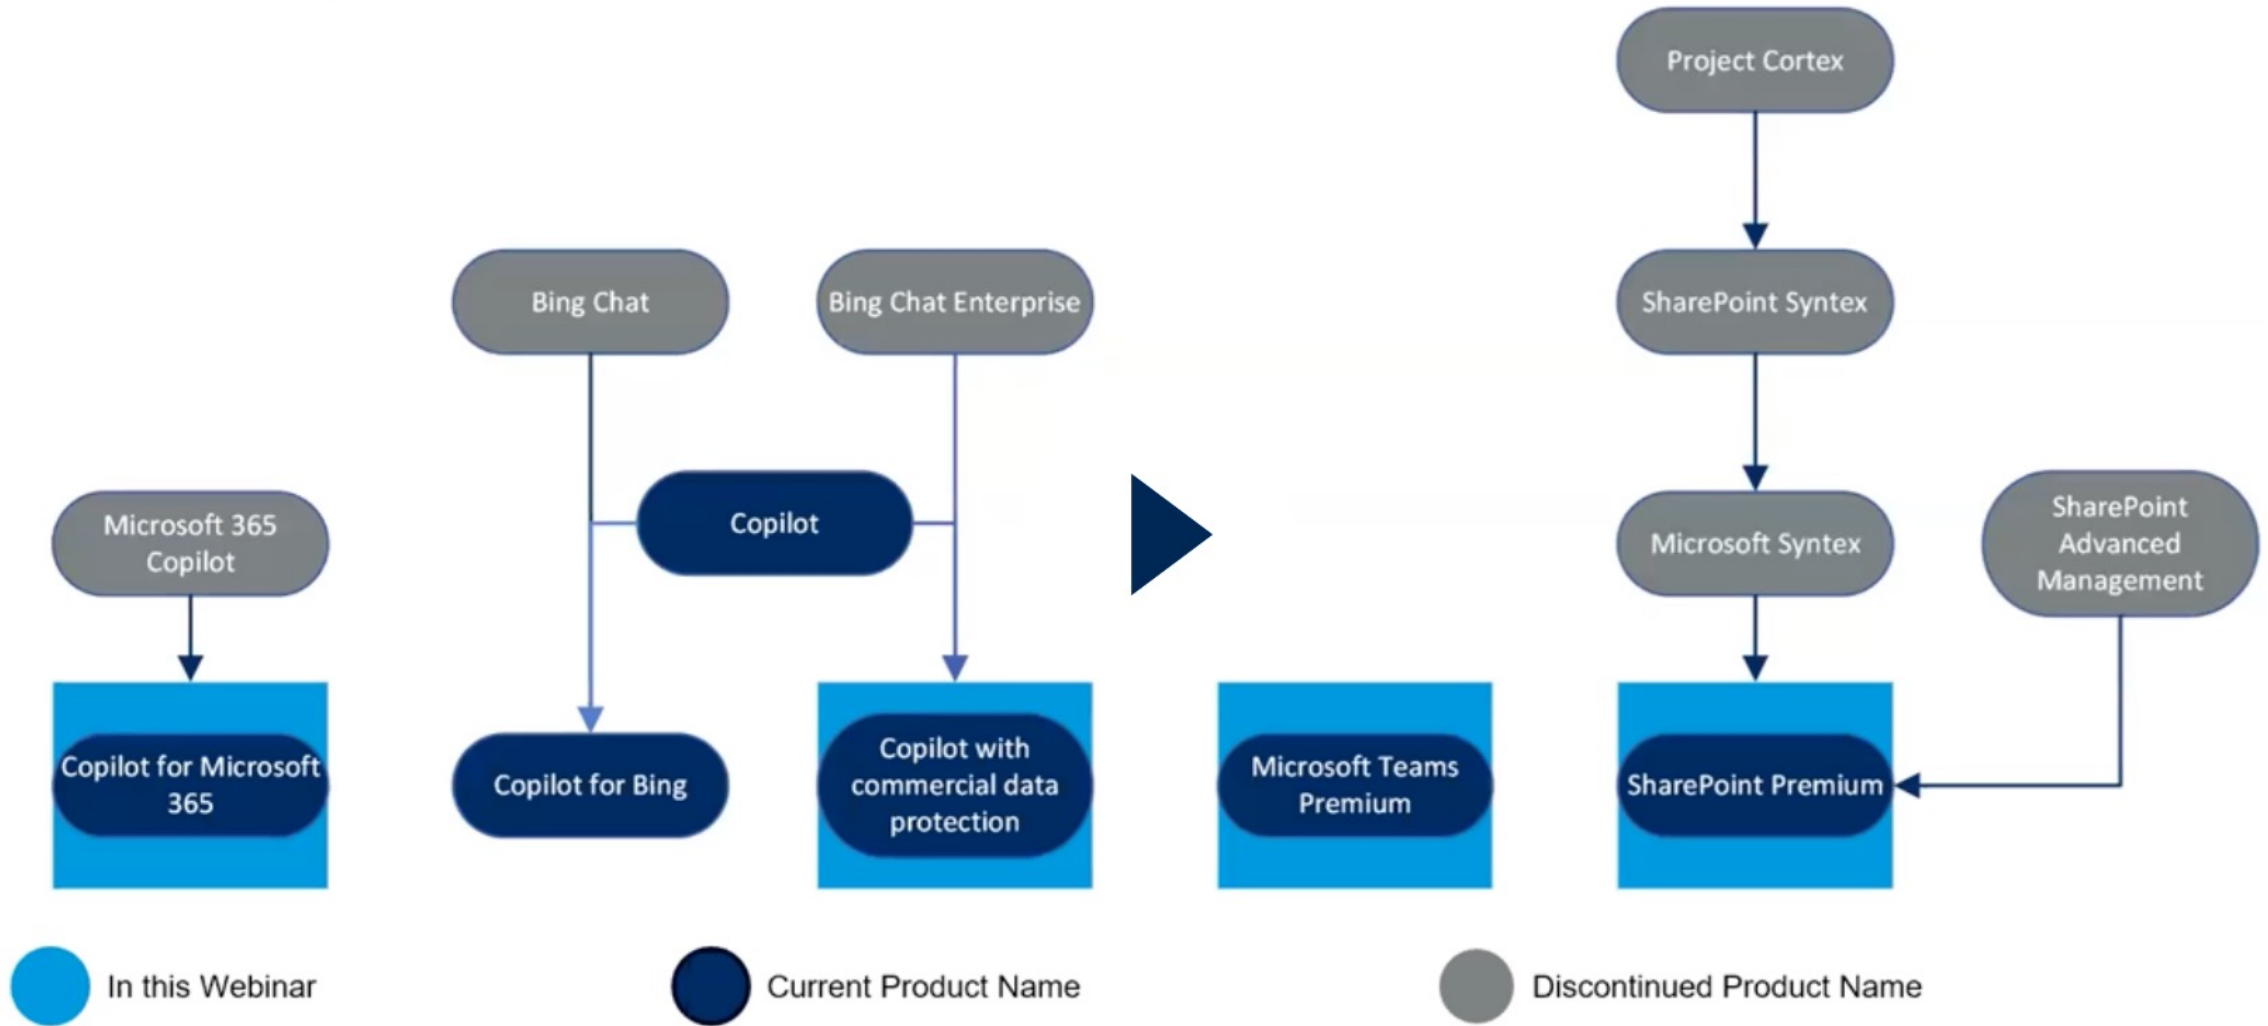 Project Cortex
Bing Chat
Bing Chat Enterprise
SharePoint Syntex
Microsoft 365
Copilot
Copilot
Microsoft Syntex
SharePoint
Advanced
Management
Copilot for Microsoft
365
Copilot for Bing
Copilot with
commercial data
protection
Microsoft Teams
Premium
SharePoint Premium
In this Webinar
Current Product Name
Discontinued Product Name